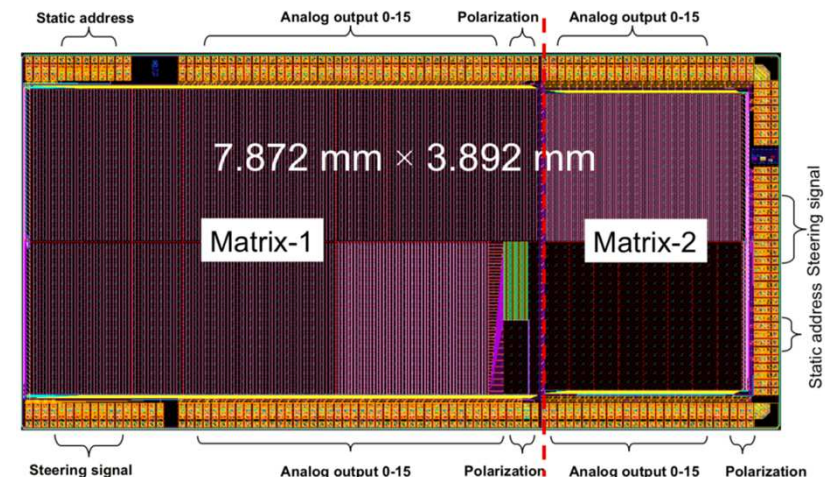 Static address
Analog output 0-15
Polarization
Analog output 0-15
7.872 mm × 3.892 mm
Matrix-1
Matrix-2
Steering signal
Static address
Steering signal
Analog output 0-15
Polarization
Analog output 0-15
Polarization